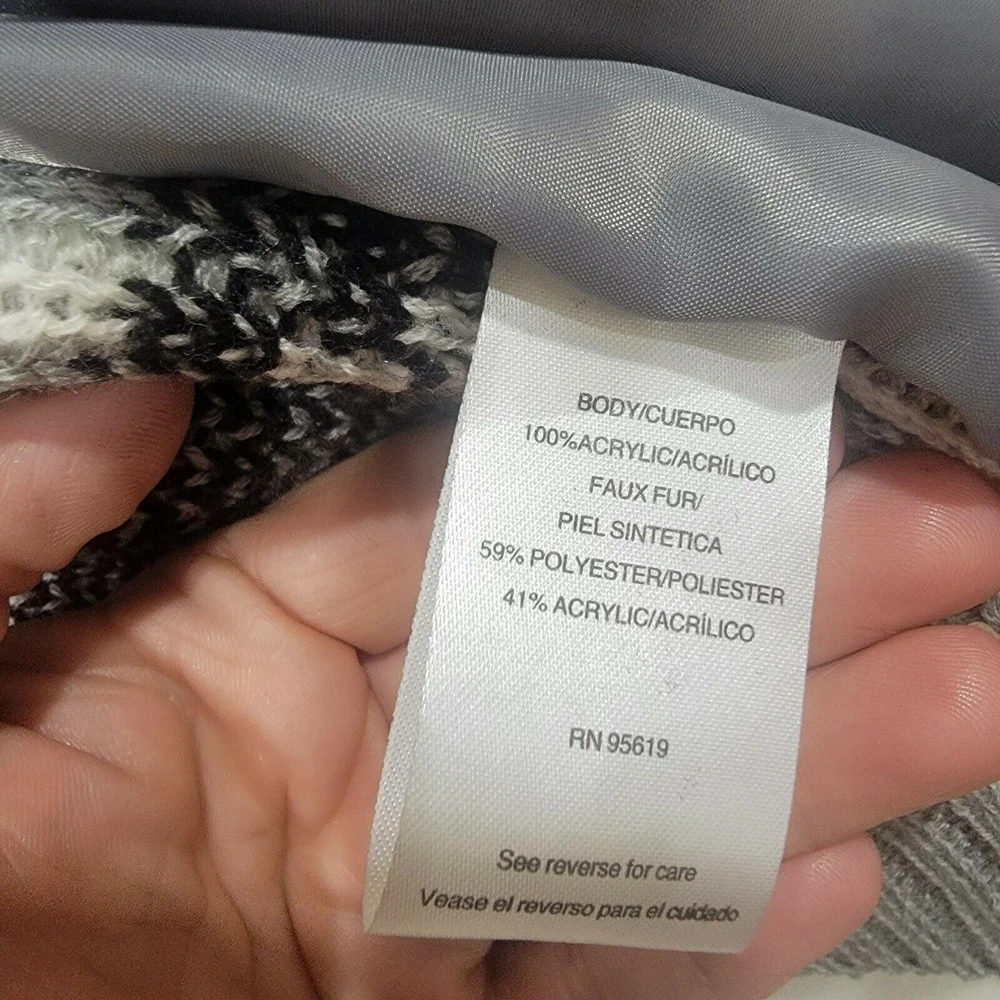 BODY/CUERPO
100%ACRYLIC/ACRÍLICO
FAUX FUR/
PIEL SINTETICA
59% POLYESTER/POLIESTER
41% ACRYLIC/ACRÍLICO
RN 95619
See reverse for care
Vease el reverso para el cuidado